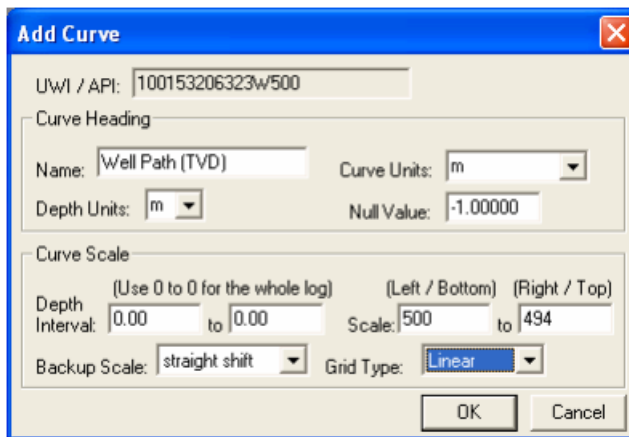 Add Curve
UWI / API: 100153206323W500
Curve Heading
Name: Well Path (TVD) Curve Units: m
Depth Units: m Null Value: -1.00000
Curve Scale
(Use 0 to 0 for the whole log) (Left / Bottom) (Right / Top)
Depth Interval: 0.00 to 0.00 Scale: 500 to 494
Backup Scale: straight shift Grid Type: Linear
OK Cancel